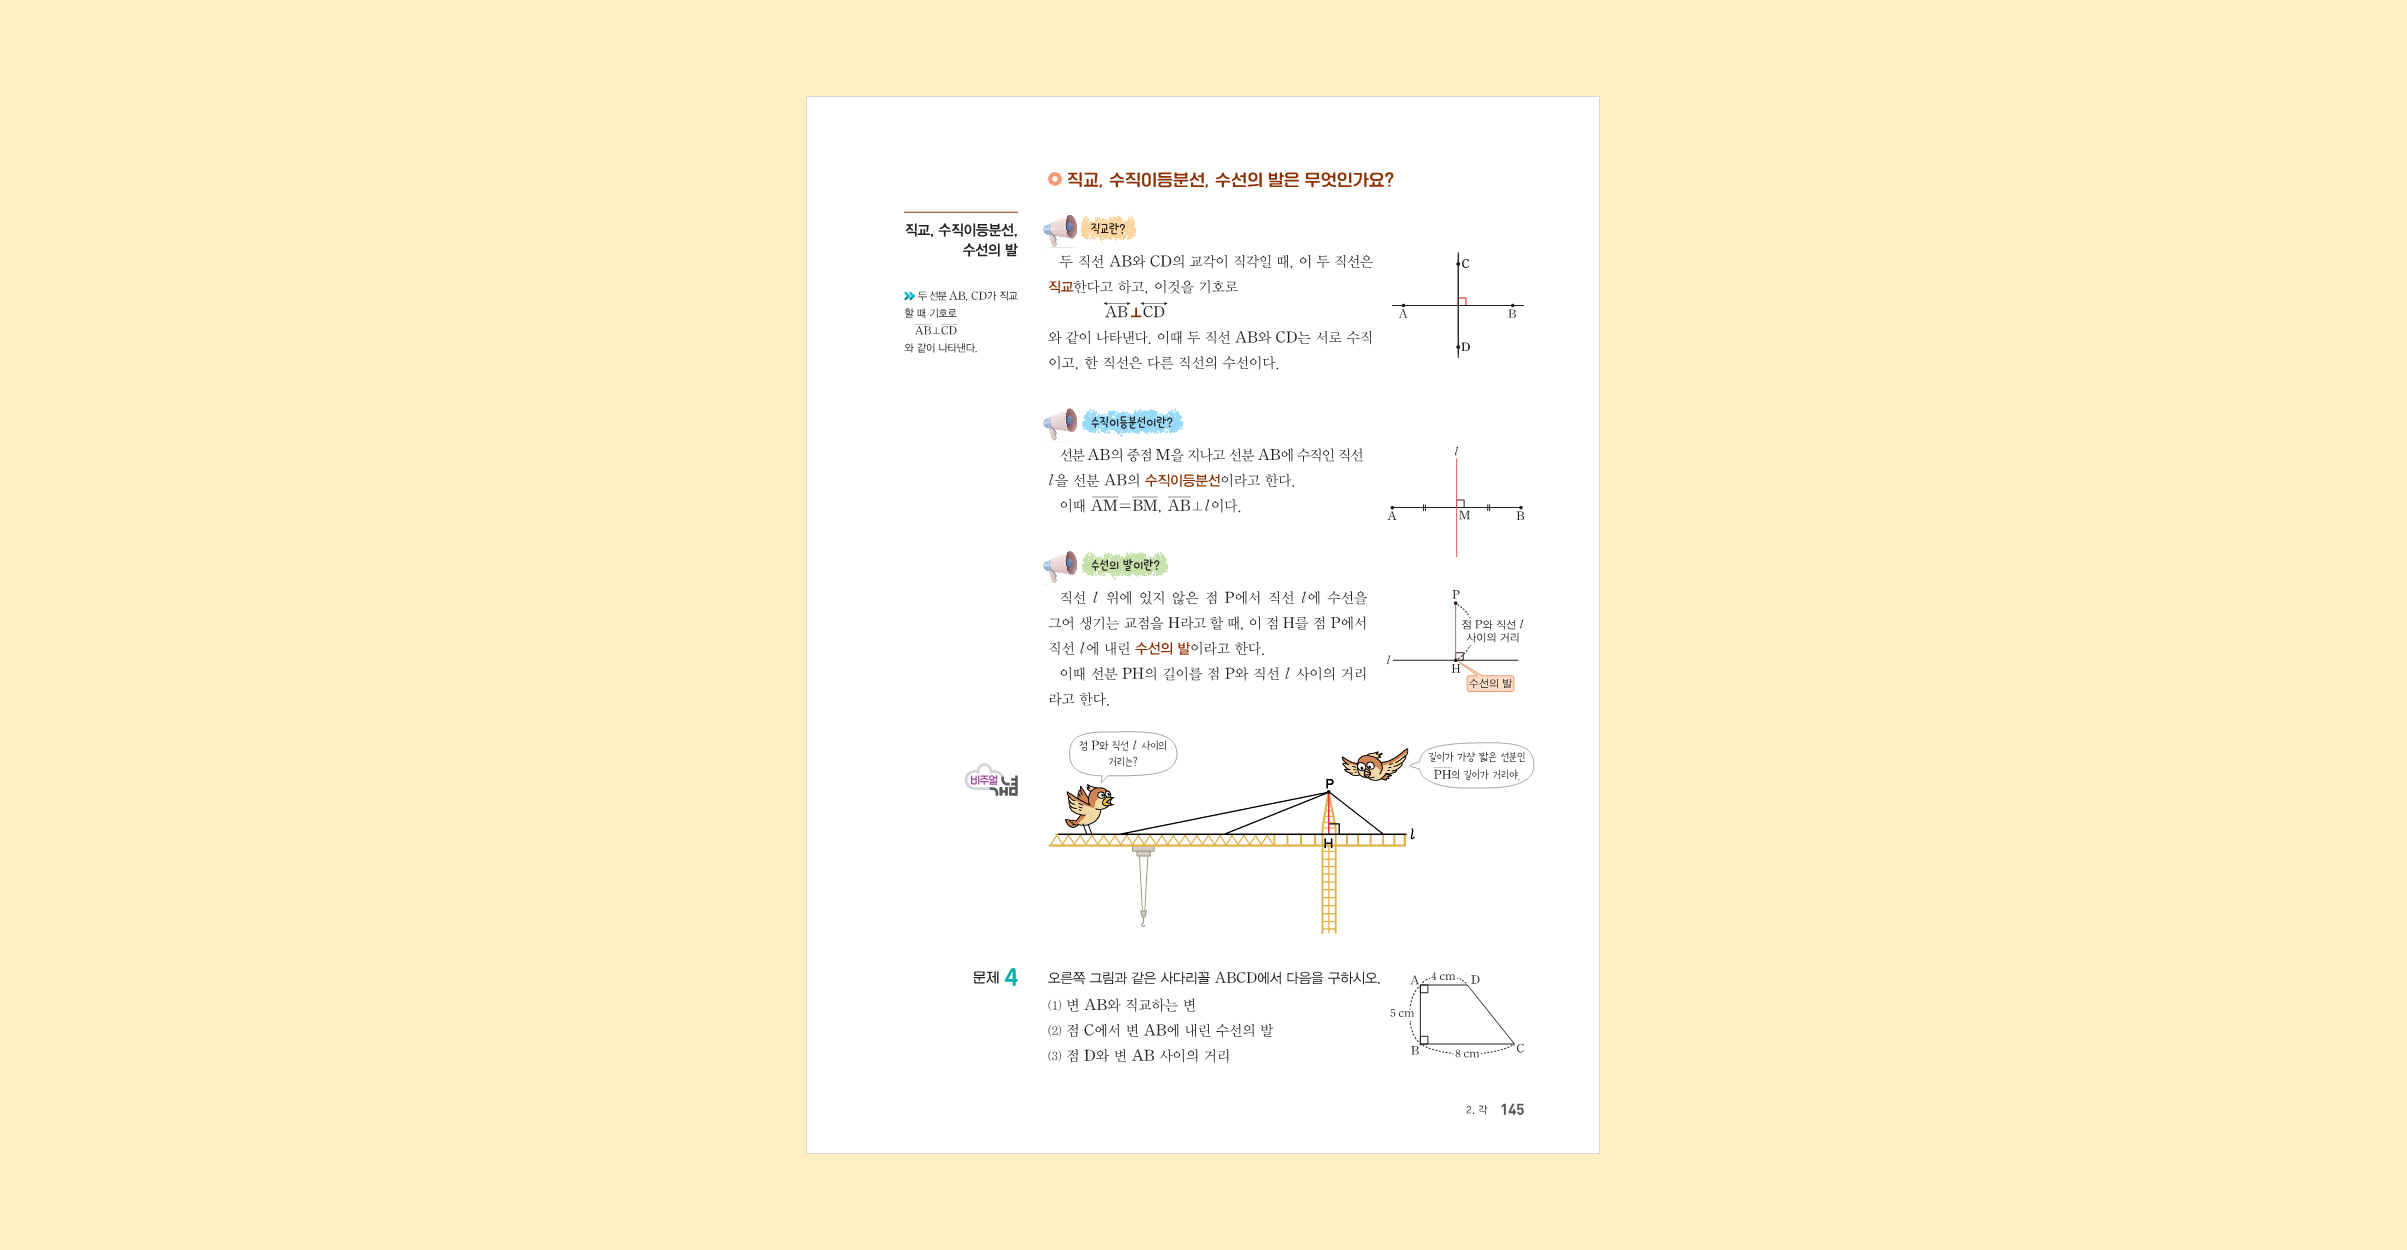 직교, 수직이등분선, 수선의 발은 무엇인가요?
직교, 수직이등분선,
수선의 발
두 선분 AB, CD가 직교
할 때 기호로
AB⊥CD
와 같이 나타낸다.
직교란?
두 직선 AB와 CD의 교각이 직각일 때, 이 두 직선은
직교한다고 하고, 이것을 기호로
AB⊥CD
와 같이 나타낸다. 이때 두 직선 AB와 CD는 서로 수직
이고, 한 직선은 다른 직선의 수선이다.
C
A
B
D
수직이등분선이란?
선분 AB의 중점 M을 지나고 선분 AB에 수직인 직선
l을 선분 AB의 수직이등분선이라고 한다.
이때 AM=BM, AB⊥l이다.
l
A
M
B
수선의 발이란?
직선 l 위에 있지 않은 점 P에서 직선 l에 수선을
그어 생기는 교점을 H라고 할 때, 이 점 H를 점 P에서
직선 l에 내린 수선의 발이라고 한다.
이때 선분 PH의 길이를 점 P와 직선 l 사이의 거리
라고 한다.
P
점 P와 직선 l
사이의 거리
l
H
수선의 발
비주얼
개념
점 P와 직선 l 사이의
거리는?
길이가 가장 짧은 선분인
PH의 길이가 거리야.
P
l
H
문제 4
오른쪽 그림과 같은 사다리꼴 ABCD에서 다음을 구하시오.
(1) 변 AB와 직교하는 변
(2) 점 C에서 변 AB에 내린 수선의 발
(3) 점 D와 변 AB 사이의 거리
A
4 cm
D
5 cm
B
8 cm
C
2. 각 145